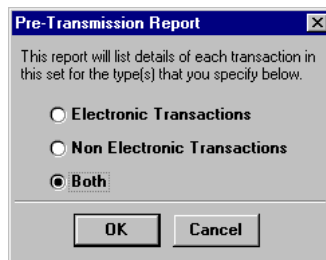 Pre-Transmission Report
This report will list details of each transaction in
this set for the type(s) that you specify below.
Electronic Transactions
Non Electronic Transactions
Both
OK Cancel